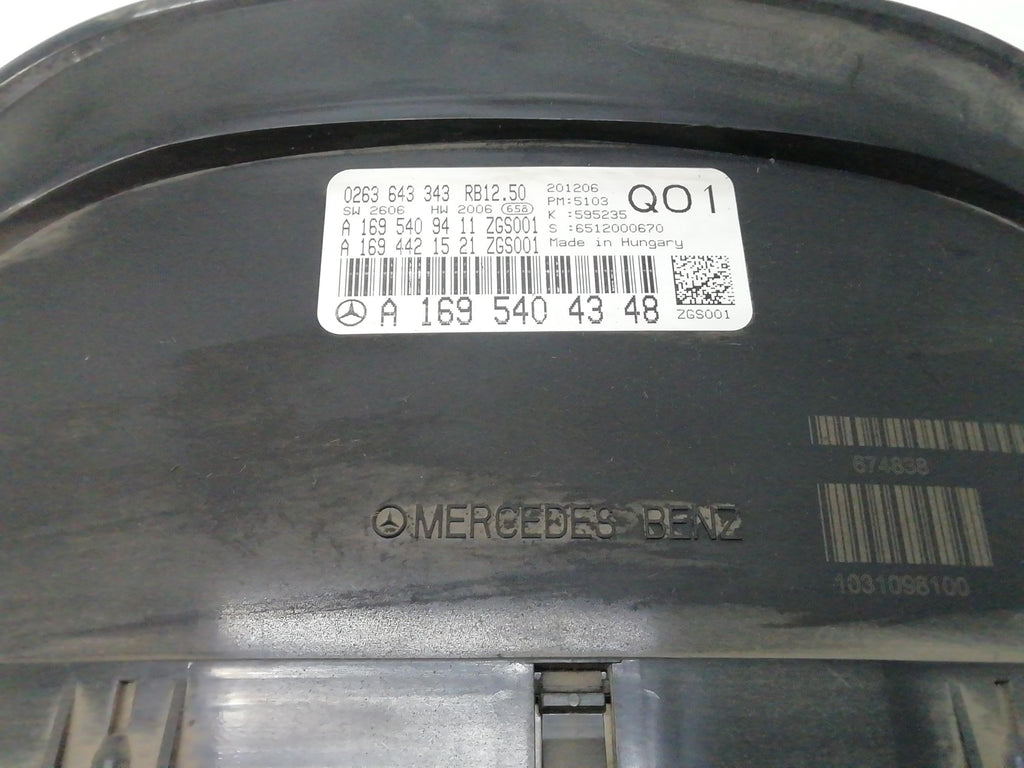 0263 643 343 RB12.50
SW 2606 HW 2006 658
A 169 540 94 11 ZGS001
A 169 442 15 21 ZGS001
201206
PM:5103
K :595235
S :6512000670
Made in Hungary
Q01
A 169 540 43 48
ZGS001
674838
1031098100
MERCEDES BENZ